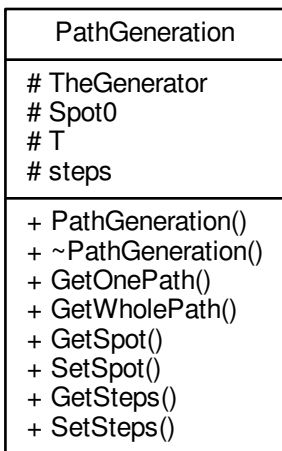 PathGeneration
# TheGenerator
# Spot0
# T
# steps
+ PathGeneration()
+ ~PathGeneration()
+ GetOnePath()
+ GetWholePath()
+ GetSpot()
+ SetSpot()
+ GetSteps()
+ SetSteps()